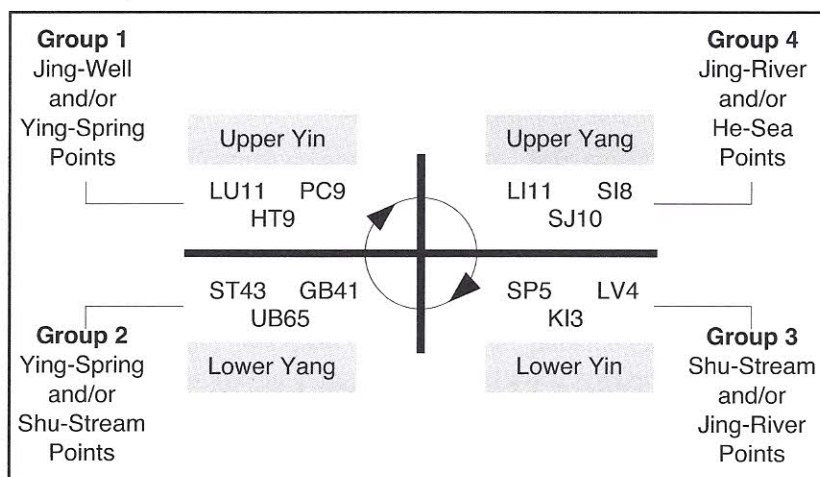 Group 1
Jing-Well
and/or
Ying-Spring
Points
Upper Yin
LU11 PC9
HT9
Group 4
Jing-River
and/or
He-Sea
Points
Upper Yang
LI11 SI8
SJ10
ST43 GB41
UB65
Lower Yang
Group 2
Ying-Spring
and/or
Shu-Stream
Points
SP5 LV4
KI3
Lower Yin
Group 3
Shu-Stream
and/or
Jing-River
Points